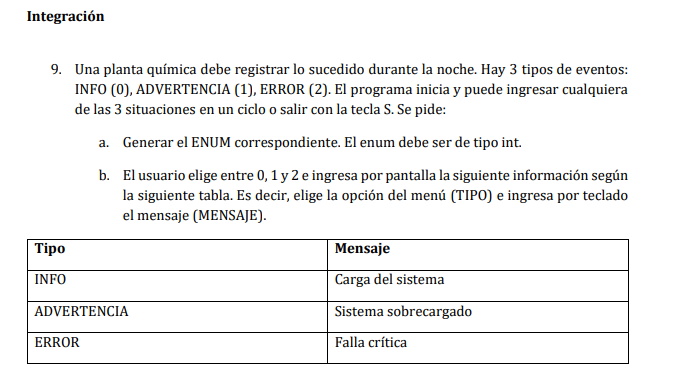 Integración
9. Una planta química debe registrar lo sucedido durante la noche. Hay 3 tipos de eventos:
INFO (0), ADVERTENCIA (1), ERROR (2). El programa inicia y puede ingresar cualquiera
de las 3 situaciones en un ciclo o salir con la tecla S. Se pide:
a. Generar el ENUM correspondiente. El enum debe ser de tipo int.
b. El usuario elige entre 0, 1 y 2 e ingresa por pantalla la siguiente información según
la siguiente tabla. Es decir, elige la opción del menú (TIPO) e ingresa por teclado
el mensaje (MENSAJE).
Tipo Mensaje
INFO Carga del sistema
ADVERTENCIA Sistema sobrecargado
ERROR Falla crítica